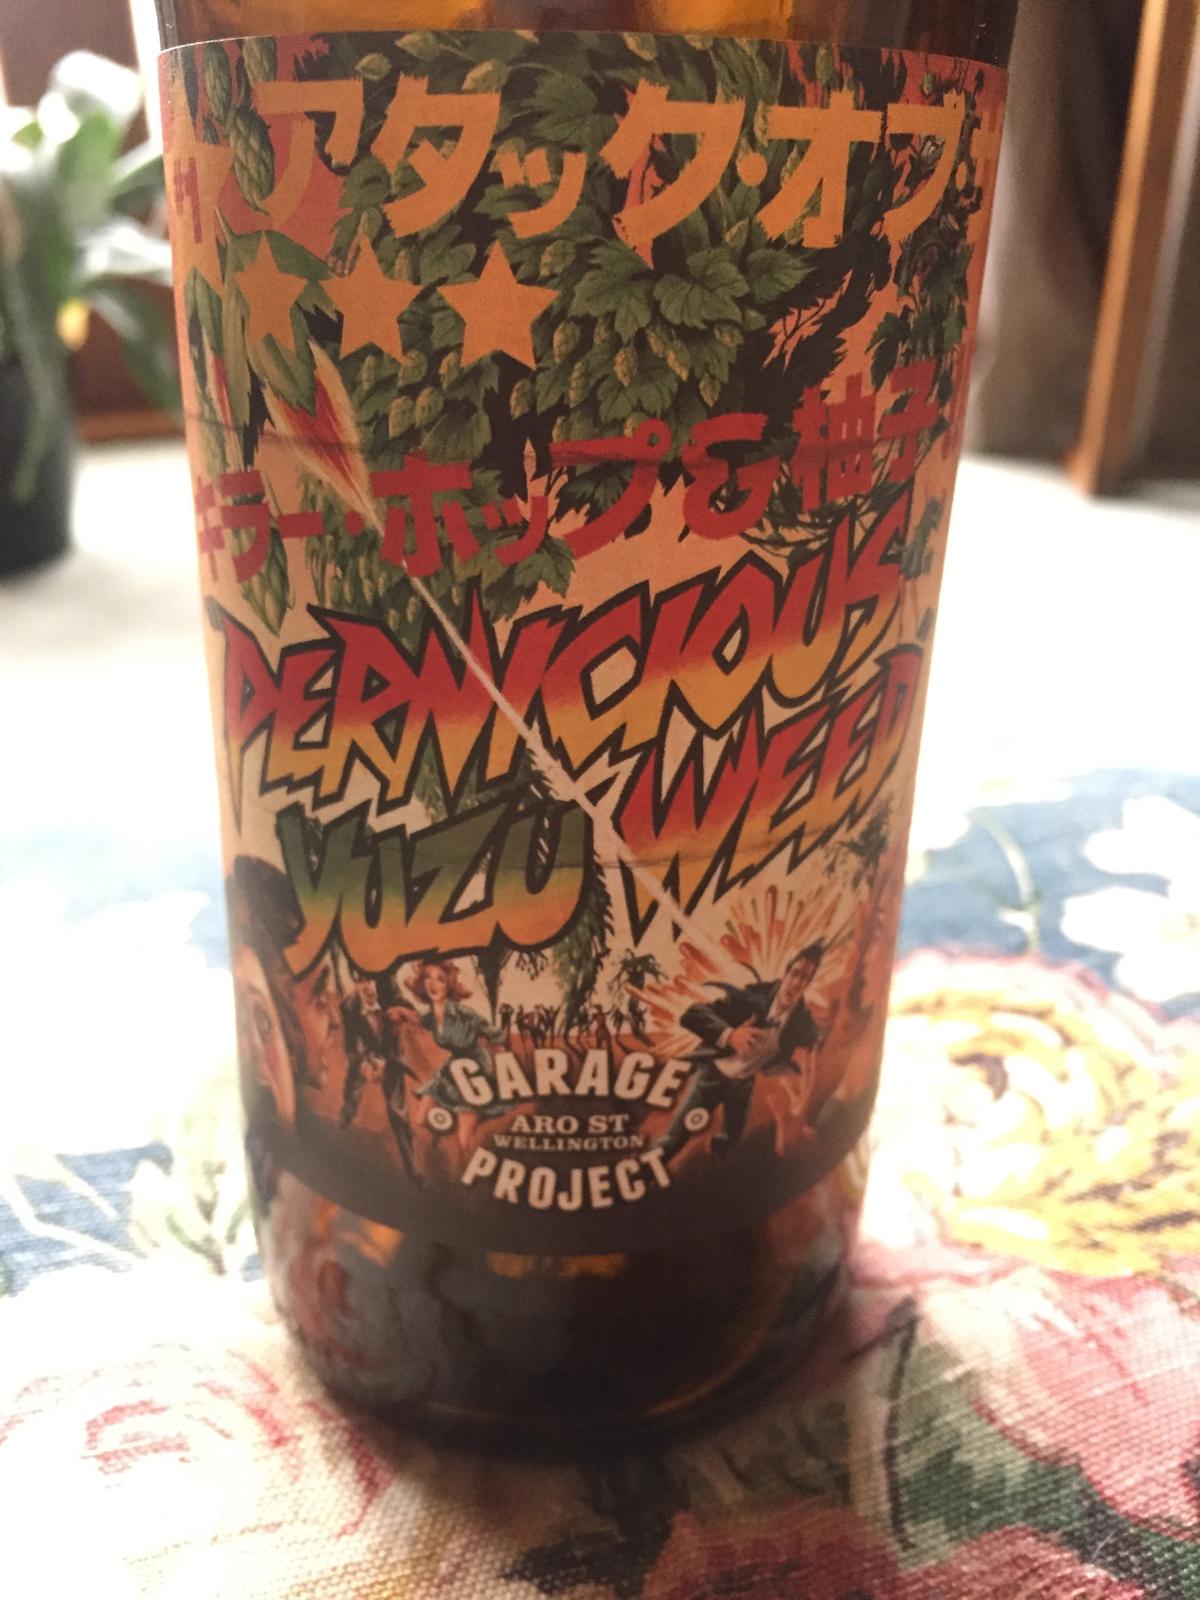 アタック・オブ・
キラー・ホップ&柚子
PERNICIOUS
WEED
YUZU
GARAGE
ARO ST
WELLINGTON
PROJECT